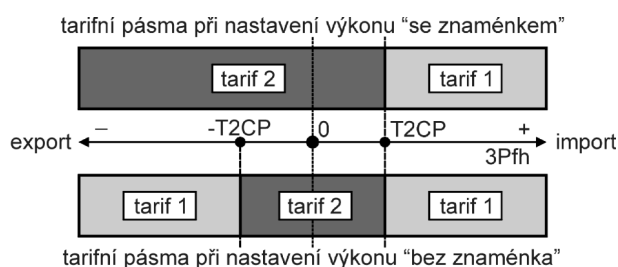 tarifní pásma při nastavení výkonu “se znaménkem”
tarif 2 tarif 1
– -T2CP 0 T2CP +
export import
3Pfh
tarif 1 tarif 2 tarif 1
tarifní pásma při nastavení výkonu “bez znaménka”